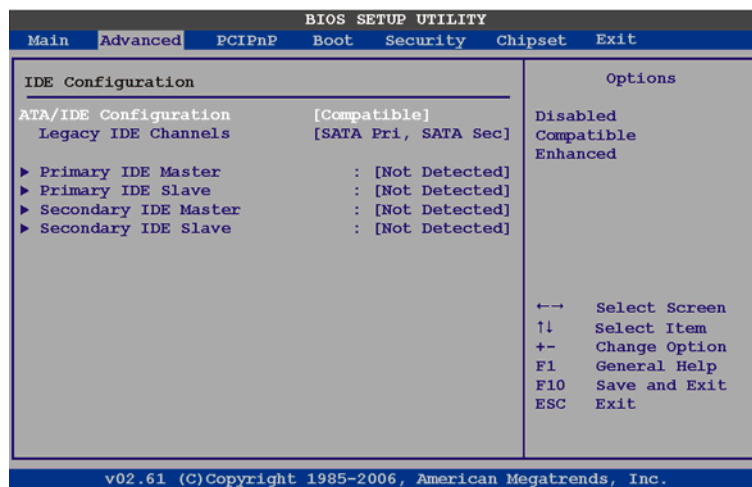 BIOS SETUP UTILITY
Main Advanced PCIPnP Boot Security Chipset Exit
IDE Configuration
ATA/IDE Configuration [Compatible]
Legacy IDE Channels [SATA Pri, SATA Sec]
▶ Primary IDE Master : [Not Detected]
▶ Primary IDE Slave : [Not Detected]
▶ Secondary IDE Master : [Not Detected]
▶ Secondary IDE Slave : [Not Detected]
Options
Disabled
Compatible
Enhanced
←→ Select Screen
↑↓ Select Item
+- Change Option
F1 General Help
F10 Save and Exit
ESC Exit
v02.61 (C)Copyright 1985-2006, American Megatrends, Inc.